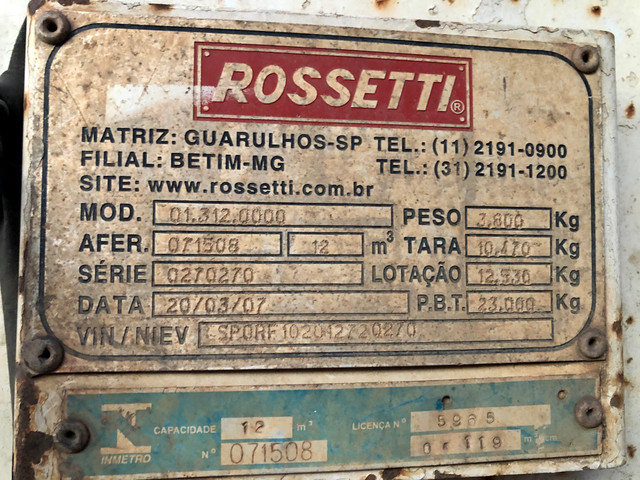 ROSSETTI®
MATRIZ: GUARULHOS-SP TEL.: (11) 2191-0900
FILIAL: BETIM-MG TEL.: (31) 2191-1200
SITE: www.rossetti.com.br
MOD. 01.312.0000 PESO 3.800 Kg
AFER. 071508 12 m³ TARA 10.470 Kg
SÉRIE 0270270 LOTAÇÃO 12.530 Kg
DATA 20/03/07 P.B.T. 23.000 Kg
VIN/NIEV
CAPACIDADE 12 m³ LICENÇA Nº
INMETRO Nº 071508